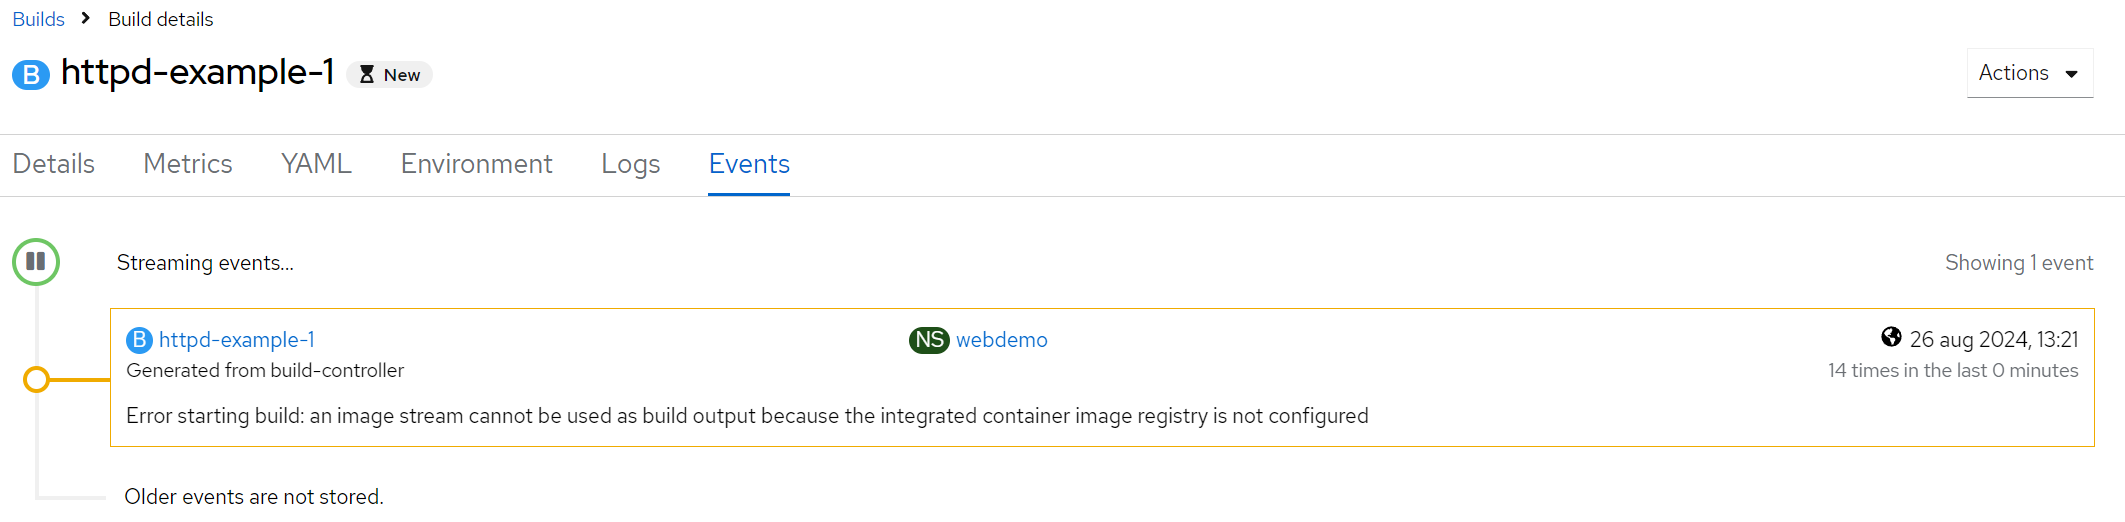 Builds Build details
B httpd-example-1 New
Actions
Details Metrics YAML Environment Logs Events
Streaming events...
Showing 1 event
B httpd-example-1 NS webdemo 26 aug 2024, 13:21
Generated from build-controller 14 times in the last 0 minutes
Error starting build: an image stream cannot be used as build output because the integrated container image registry is not configured
Older events are not stored.